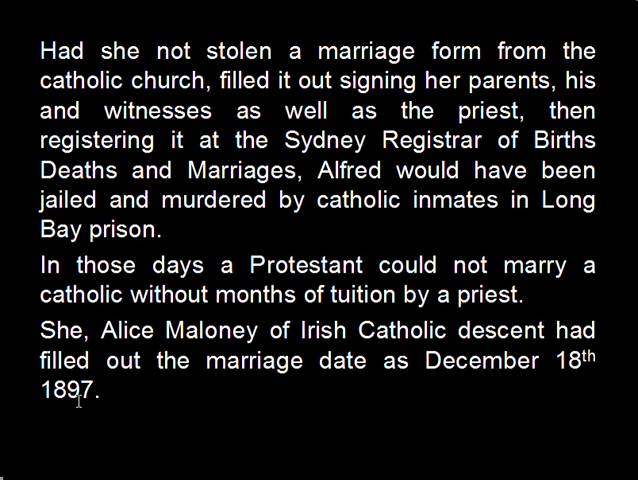 Had she not stolen a marriage form from the
catholic church, filled it out signing her parents, his
and witnesses as well as the priest, then
registering it at the Sydney Registrar of Births
Deaths and Marriages, Alfred would have been
jailed and murdered by catholic inmates in Long
Bay prison.
In those days a Protestant could not marry a
catholic without months of tuition by a priest.
She, Alice Maloney of Irish Catholic descent had
filled out the marriage date as December 18th
1897.